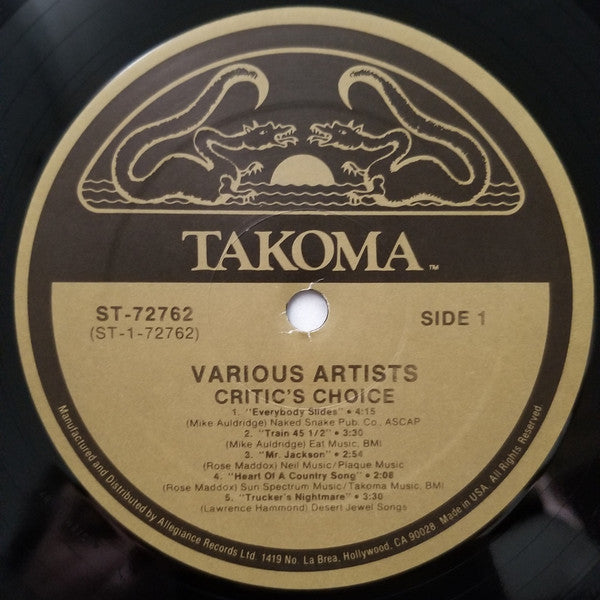 TAKOMA™
ST-72762
(ST-1-72762)
SIDE 1
VARIOUS ARTISTS
CRITIC'S CHOICE
1. "Everybody Slides" • 4:15
(Mike Auldridge) Naked Snake Pub. Co., ASCAP
2. "Train 45 1/2" • 3:30
(Mike Auldridge) Eat Music, BMI
3. "Mr. Jackson" • 2:54
(Rose Maddox) Neil Music/Plaque Music
4. "Heart Of A Country Song" • 2:08
(Rose Maddox) Sun Spectrum Music/Takoma Music, BMI
5. "Trucker's Nightmare" • 3:30
(Lawrence Hammond) Desert Jewel Songs
Manufactured and Distributed by Allegiance Records Ltd. 1419 No. La Brea, Hollywood, CA 90028. Made in USA. All Rights Reserved.